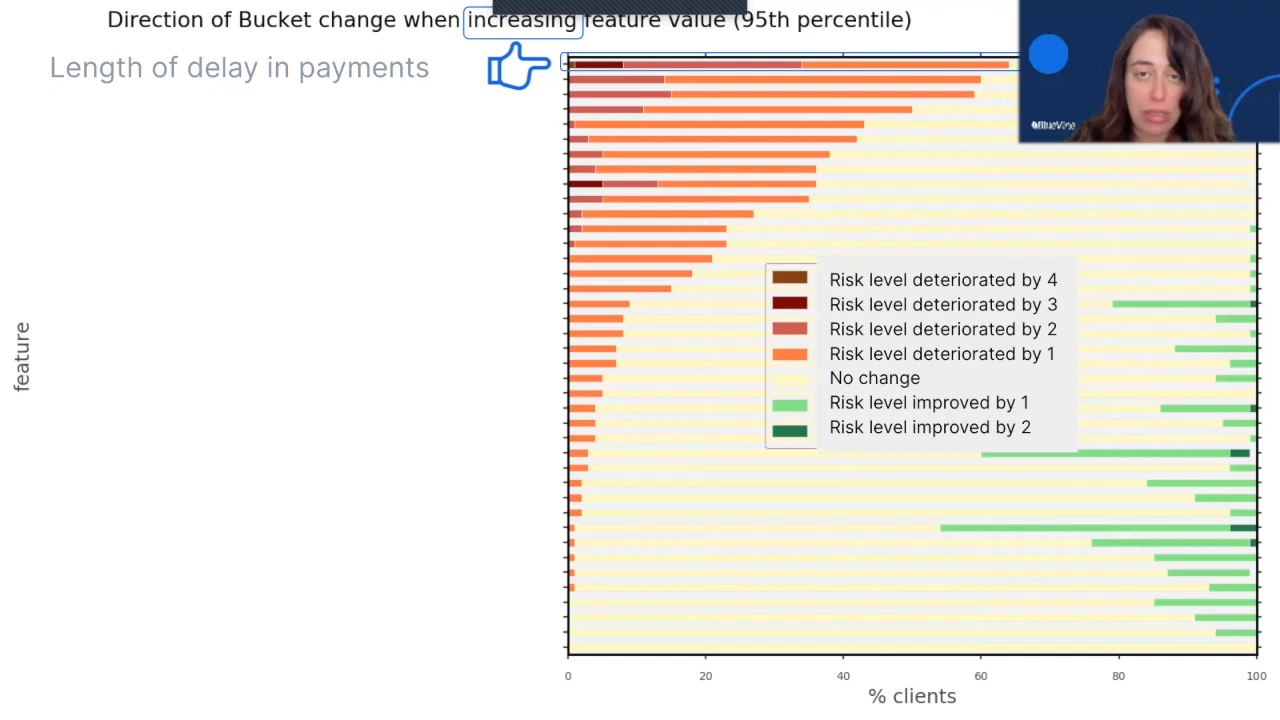 Direction of Bucket change when increasing feature value (95th percentile)
Length of delay in payments
BlueVine
feature
Risk level deteriorated by 4
Risk level deteriorated by 3
Risk level deteriorated by 2
Risk level deteriorated by 1
No change
Risk level improved by 1
Risk level improved by 2
0 20 40 60 80 100
% clients